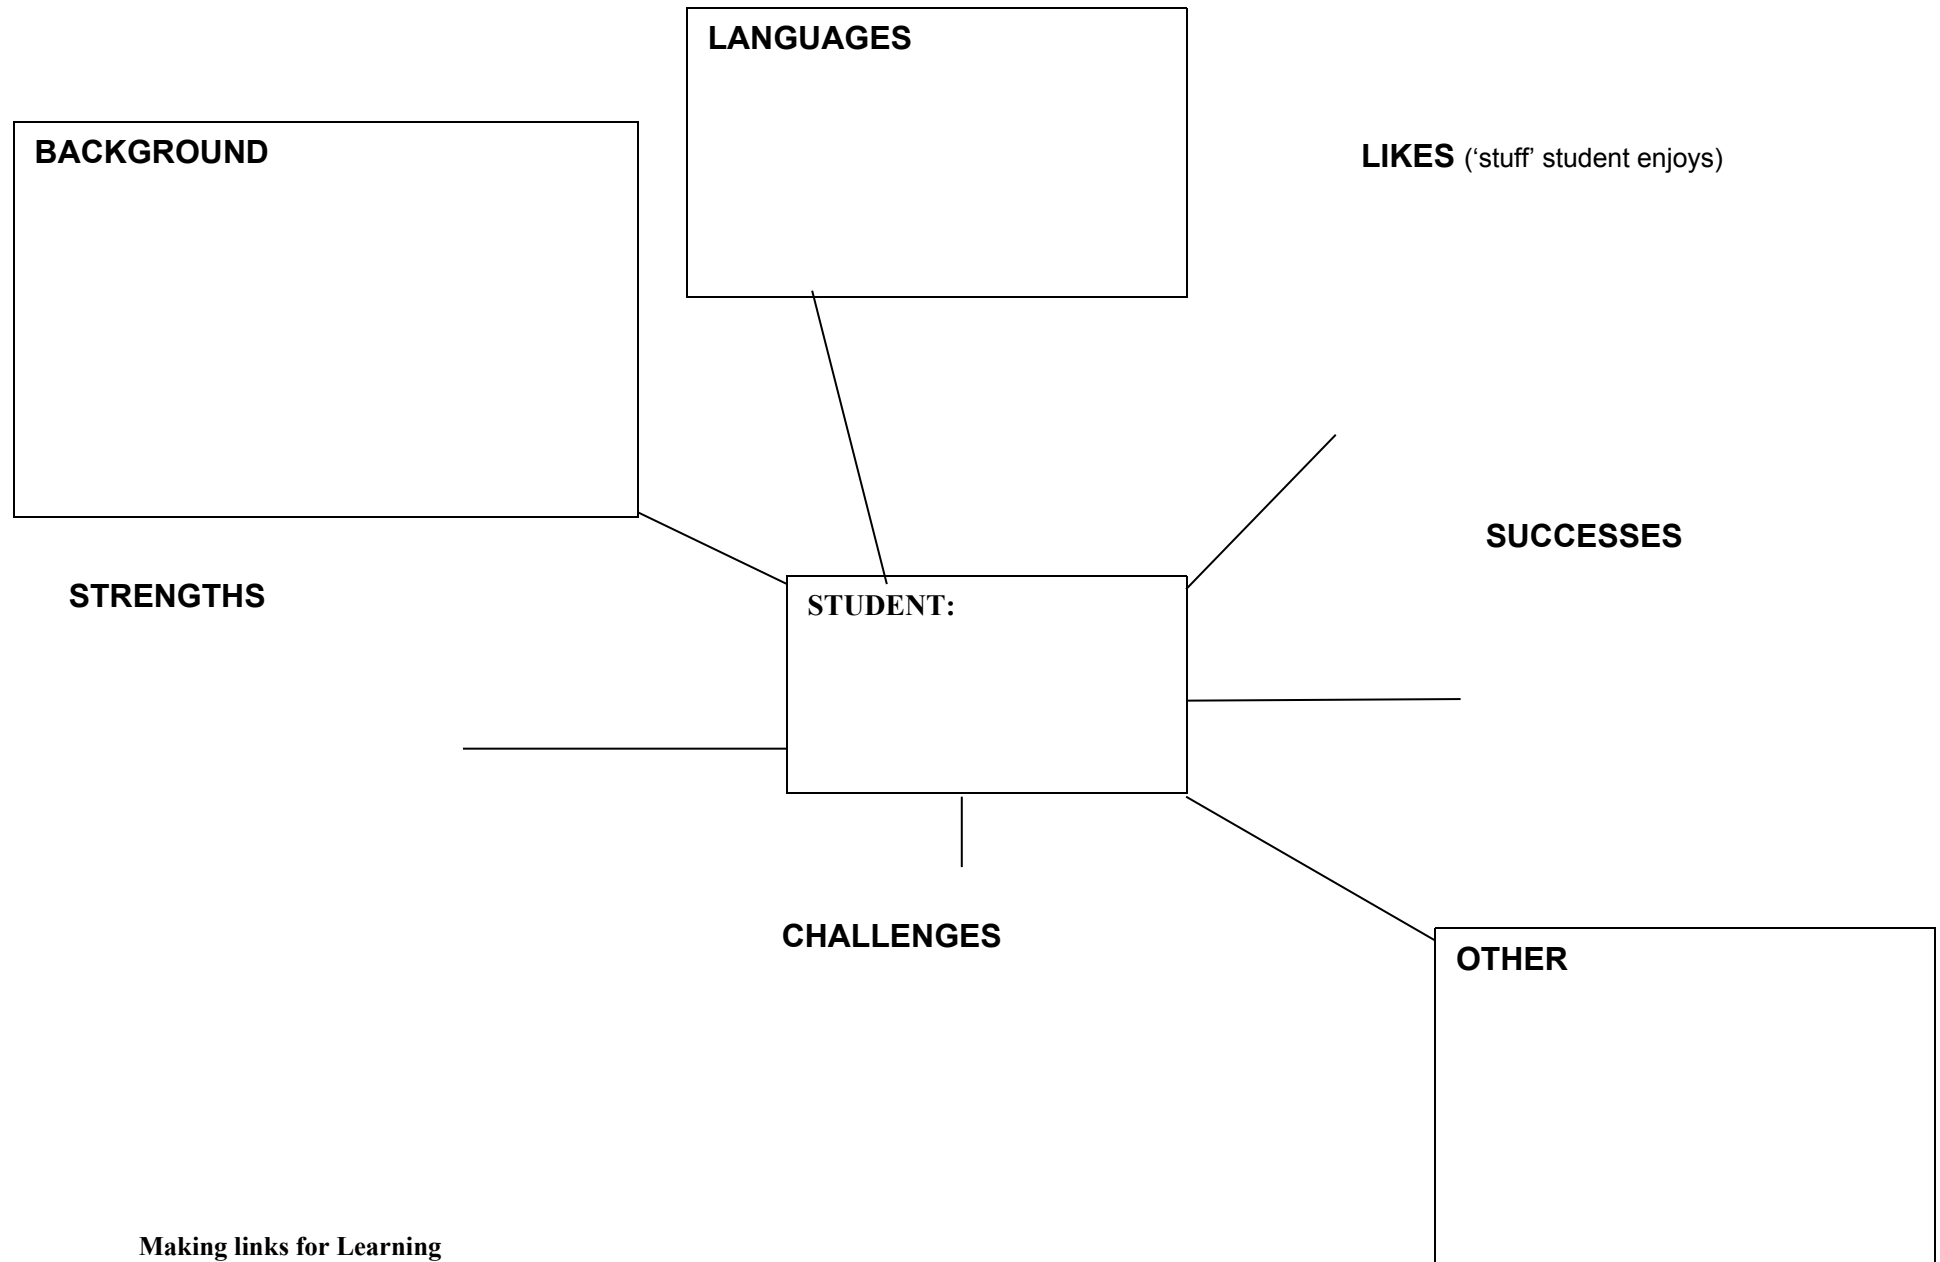 LANGUAGES
BACKGROUND
LIKES (‘stuff’ student enjoys)
SUCCESSES
STRENGTHS
STUDENT:
CHALLENGES
OTHER
Making links for Learning